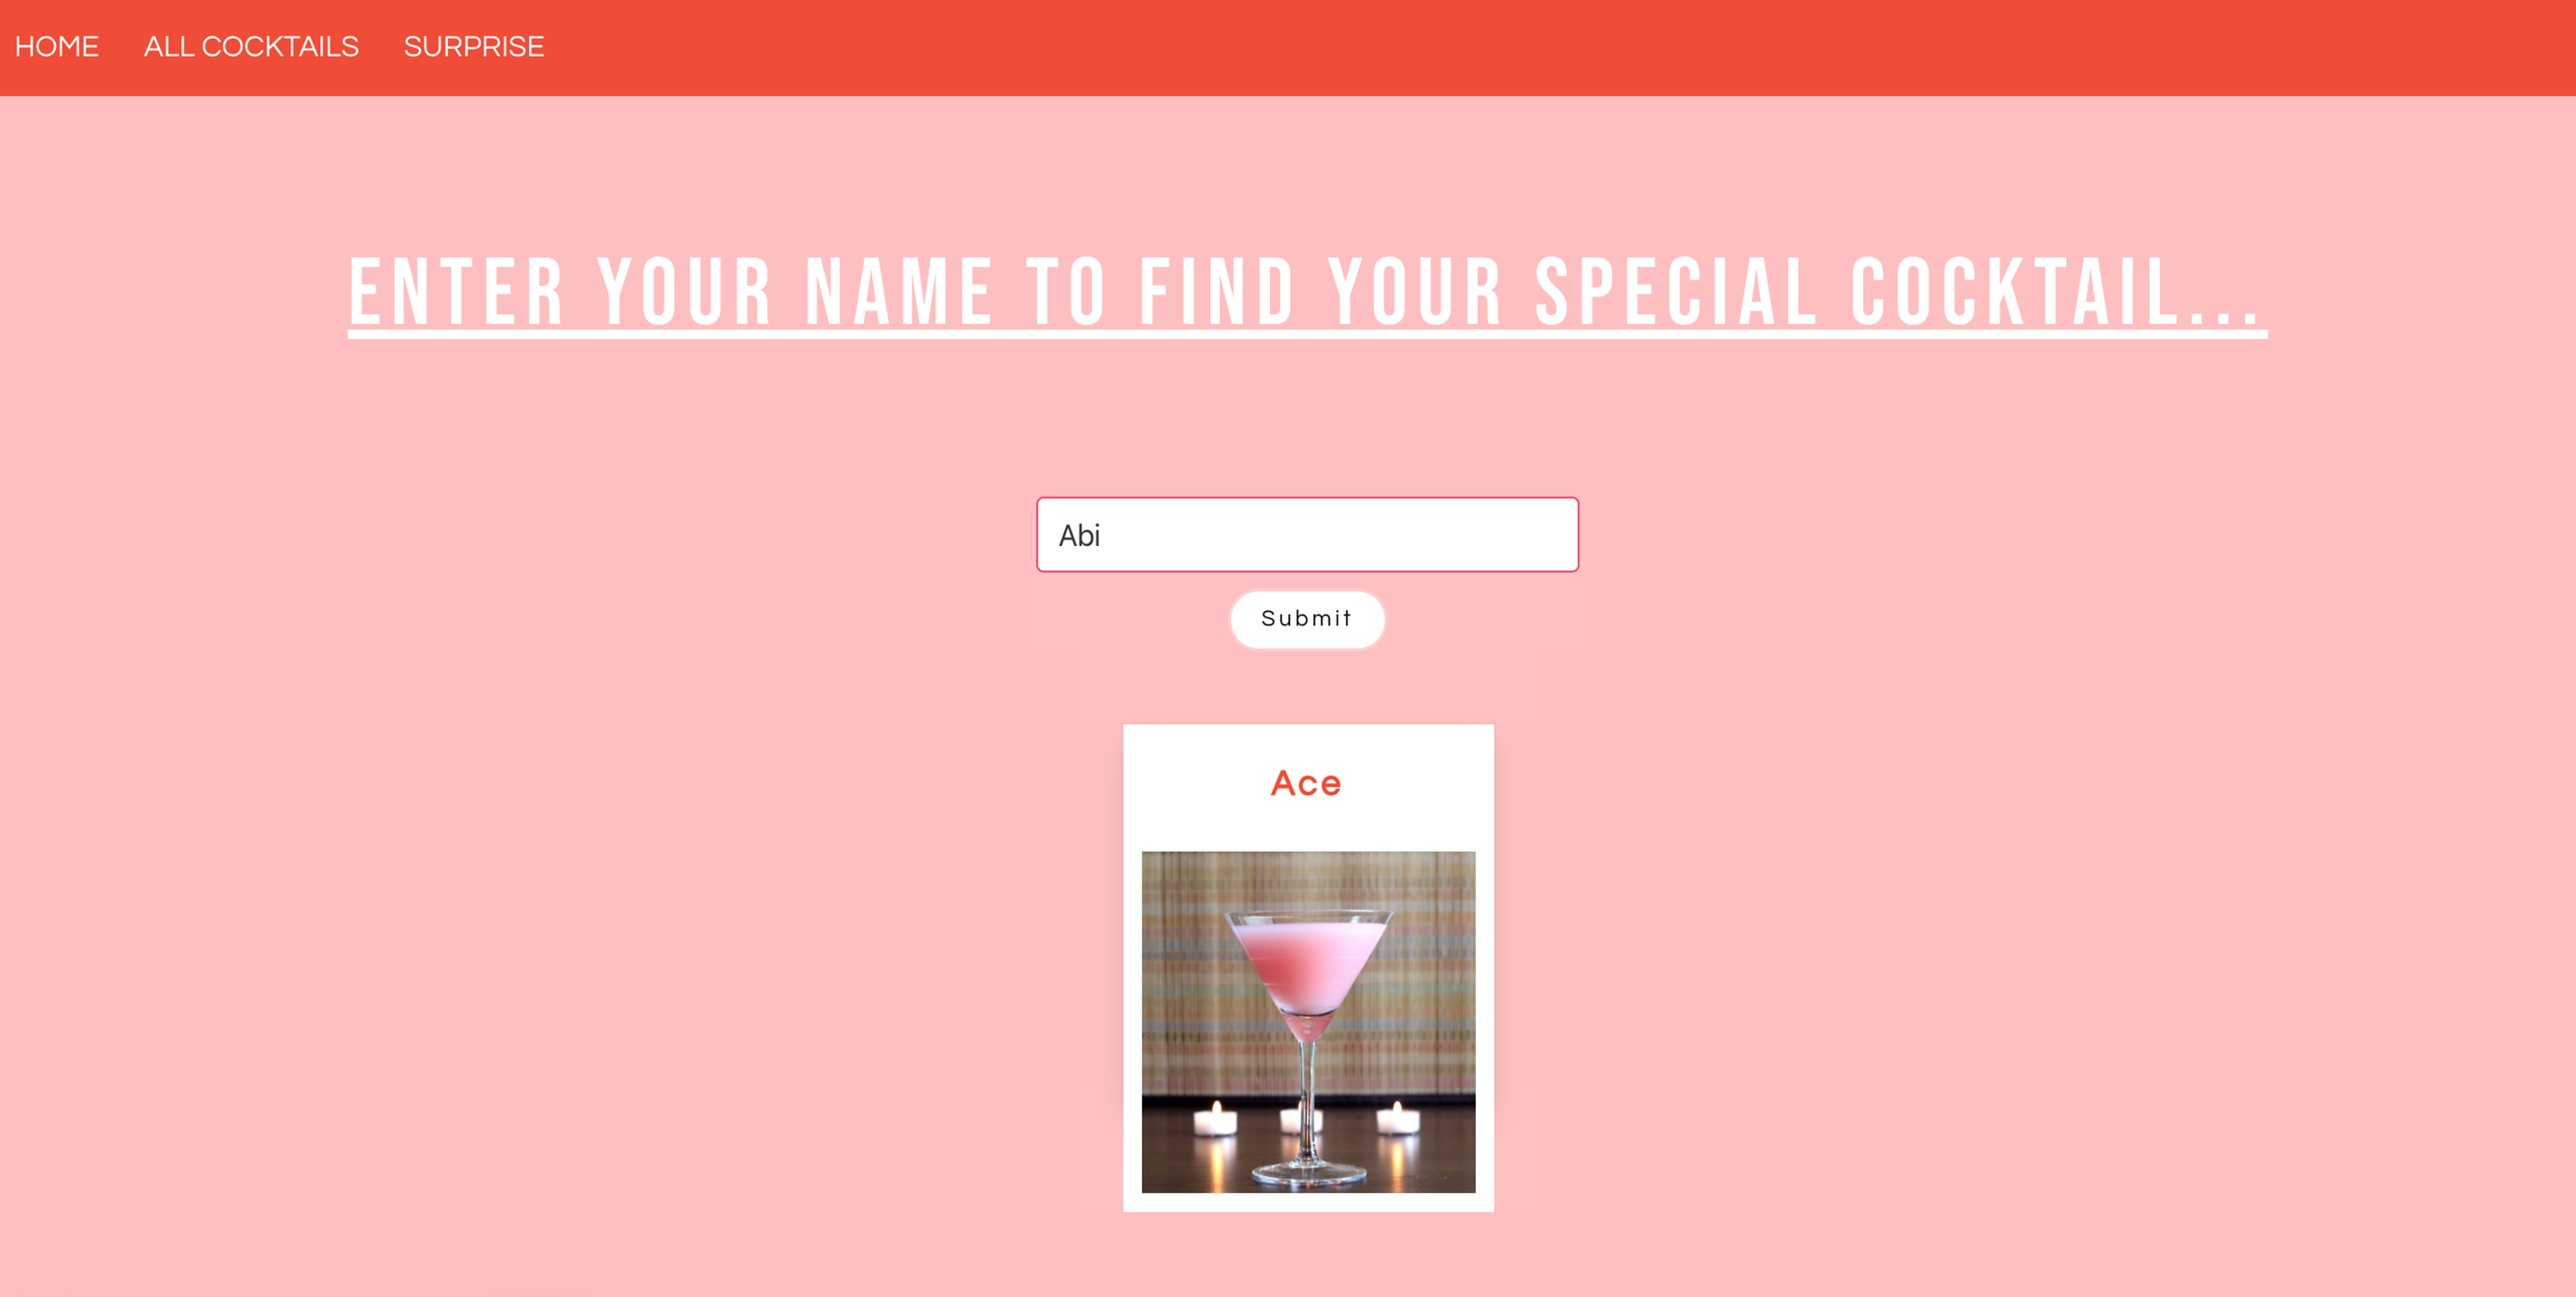 HOME ALL COCKTAILS SURPRISE
ENTER YOUR NAME TO FIND YOUR SPECIAL COCKTAIL...
Abi
Submit
Ace